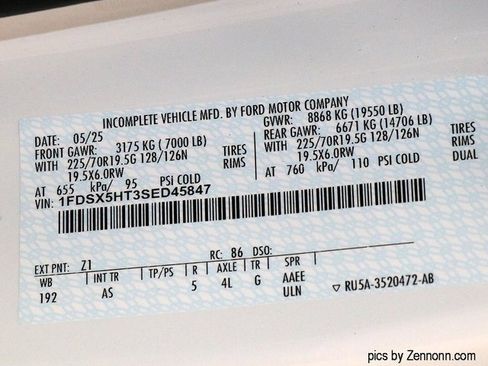 INCOMPLETE VEHICLE MFD. BY FORD MOTOR COMPANY
DATE: 05/25 GVWR: 8868 KG (19550 LB)
FRONT GAWR: 3175 KG (7000 LB) REAR GAWR: 6671 KG (14706 LB)
WITH 225/70R19.5G 128/126N TIRES WITH 225/70R19.5G 128/126N TIRES
19.5X6.0RW RIMS 19.5X6.0RW RIMS
AT 655 kPa/ 95 PSI COLD AT 760 kPa/ 110 PSI COLD DUAL
VIN: 1FDSX5HT3SED45847
EXT PNT: Z1 RC: 86 DSO:
WB INT TR TP/PS R AXLE TR SPR
192 AS 5 4L G AAEE
ULN ▽ RU5A-3520472-AB
pics by Zennonn.com